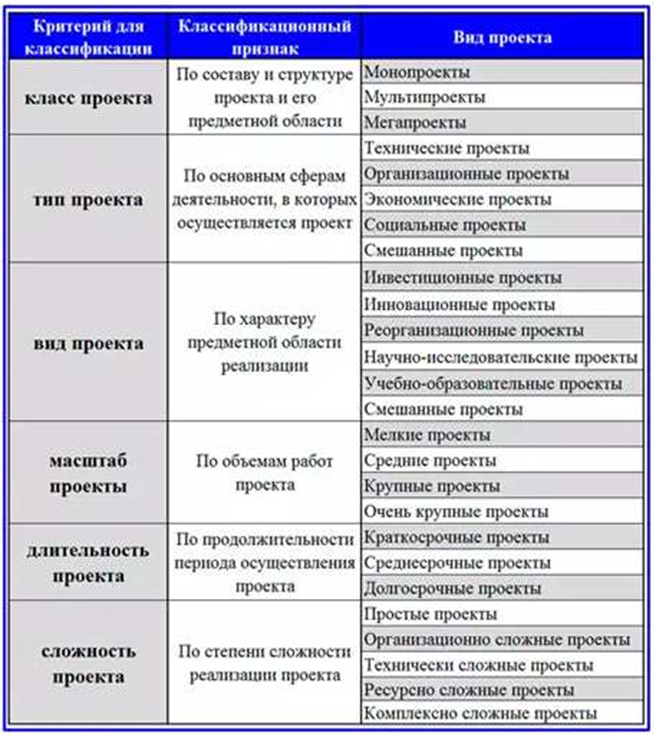 Критерий для
классификации
Классификационный
признак
Вид проекта
класс проекта
По составу и структуре
проекта и его
предметной области
Монопроекты
Мультипроекты
Мегапроекты
тип проекта
По основным сферам
деятельности, в которых
осуществляется проект
Технические проекты
Организационные проекты
Экономические проекты
Социальные проекты
Смешанные проекты
вид проекта
По характеру
предметной области
реализации
Инвестиционные проекты
Инновационные проекты
Реорганизационные проекты
Научно-исследовательские проекты
Учебно-образовательные проекты
Смешанные проекты
масштаб
проекты
По объемам работ
проекта
Мелкие проекты
Средние проекты
Крупные проекты
Очень крупные проекты
длительность
проекта
По продолжительности
периода осуществления
проекта
Краткосрочные проекты
Среднесрочные проекты
Долгосрочные проекты
сложность
проекта
По степени сложности
реализации проекта
Простые проекты
Организационно сложные проекты
Технически сложные проекты
Ресурсно сложные проекты
Комплексно сложные проекты